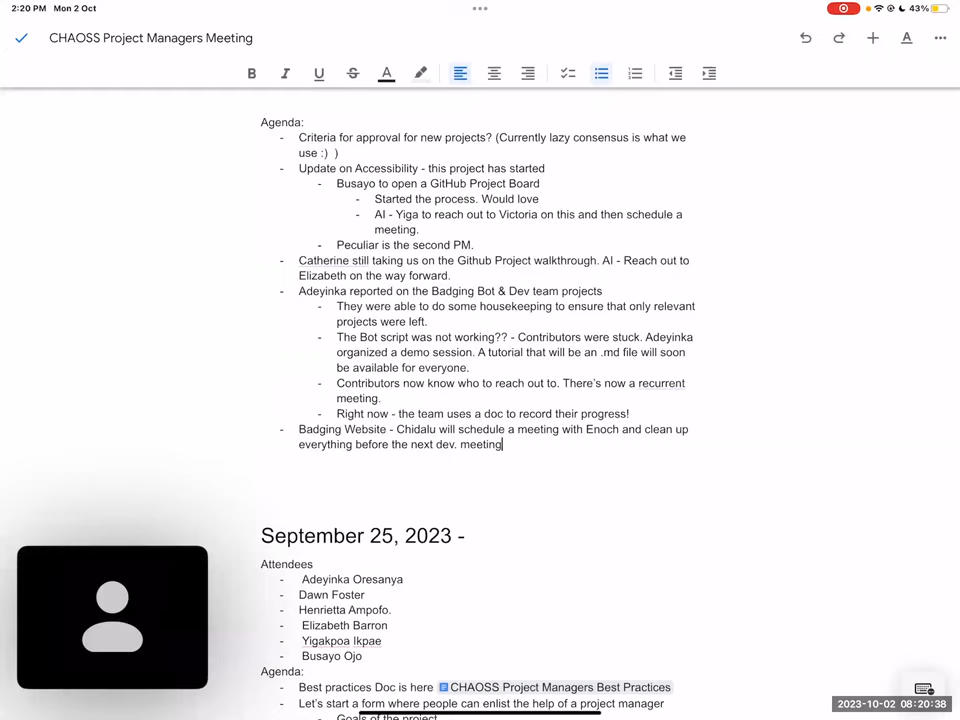 2:20 PM Mon 2 Oct
43%
CHAOSS Project Managers Meeting
B I U S A
Agenda:
- Criteria for approval for new projects? (Currently lazy consensus is what we
use :) )
- Update on Accessibility - this project has started
- Busayo to open a GitHub Project Board
- Started the process. Would love
- AI - Yiga to reach out to Victoria on this and then schedule a
meeting.
- Peculiar is the second PM.
- Catherine still taking us on the Github Project walkthrough. AI - Reach out to
Elizabeth on the way forward.
- Adeyinka reported on the Badging Bot & Dev team projects
- They were able to do some housekeeping to ensure that only relevant
projects were left.
- The Bot script was not working?? - Contributors were stuck. Adeyinka
organized a demo session. A tutorial that will be an .md file will soon
be available for everyone.
- Contributors now know who to reach out to. There's now a recurrent
meeting.
- Right now - the team uses a doc to record their progress!
- Badging Website - Chidalu will schedule a meeting with Enoch and clean up
everything before the next dev. meeting
September 25, 2023 -
Attendees
- Adeyinka Oresanya
- Dawn Foster
- Henrietta Ampofo.
- Elizabeth Barron
- Yigakpoa Ikpae
- Busayo Ojo
Agenda:
- Best practices Doc is here CHAOSS Project Managers Best Practices
- Let's start a form where people can enlist the help of a project manager
- Goals of the project
2023-10-02 08:20:38